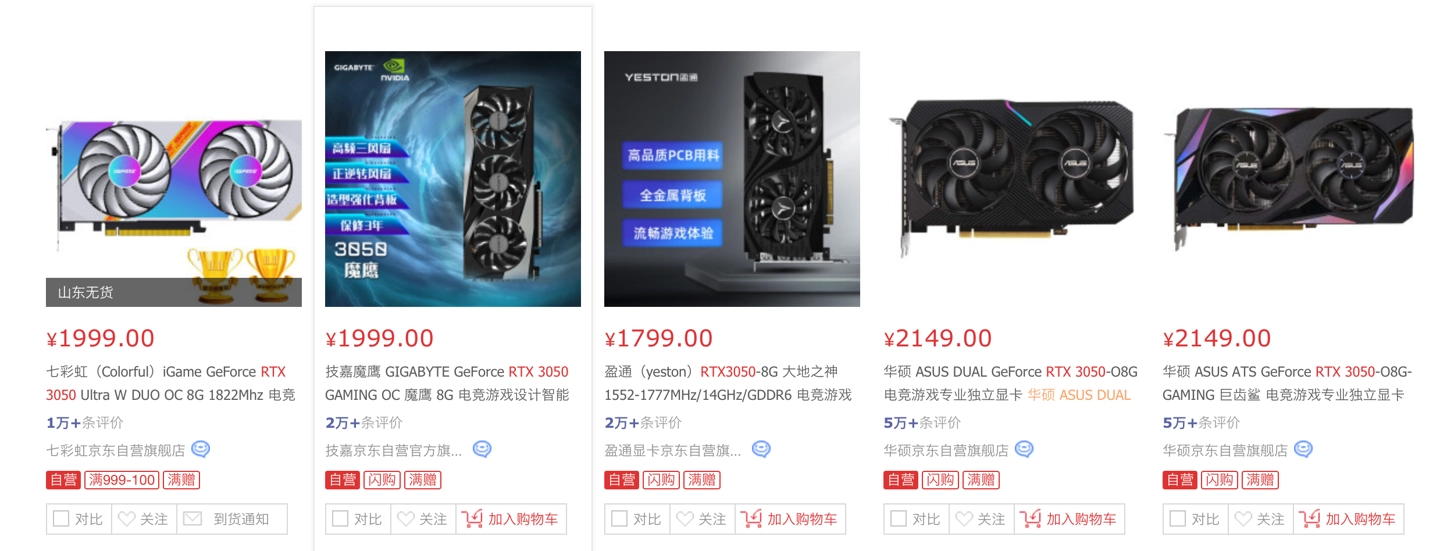 山东无货
¥1999.00
七彩虹（Colorful）iGame GeForce RTX
3050 Ultra W DUO OC 8G 1822Mhz 电竞
1万+条评价
七彩虹京东自营旗舰店
自营 满999-100 满赠
对比 关注 到货通知
GIGABYTE NVIDIA
高频三风扇
正逆转风扇
造型强化背板
保修3年
3050
魔鹰
¥1999.00
技嘉魔鹰 GIGABYTE GeForce RTX 3050
GAMING OC 魔鹰 8G 电竞游戏设计智能
2万+条评价
技嘉京东自营官方旗...
自营 闪购 满赠
对比 关注 加入购物车
YESTON盈通
高品质PCB用料
全金属背板
流畅游戏体验
¥1799.00
盈通（yeston）RTX3050-8G 大地之神
1552-1777MHz/14GHz/GDDR6 电竞游戏
2万+条评价
盈通显卡京东自营旗...
自营 闪购 满赠
对比 关注 加入购物车
ASUS ASUS
¥2149.00
华硕 ASUS DUAL GeForce RTX 3050-O8G
电竞游戏专业独立显卡 华硕 ASUS DUAL
5万+条评价
华硕京东自营旗舰店
自营 闪购 满赠
对比 关注 加入购物车
ASUS ASUS
¥2149.00
华硕 ASUS ATS GeForce RTX 3050-O8G-
GAMING 巨齿鲨 电竞游戏专业独立显卡
5万+条评价
华硕京东自营旗舰店
自营 闪购 满赠
对比 关注 加入购物车